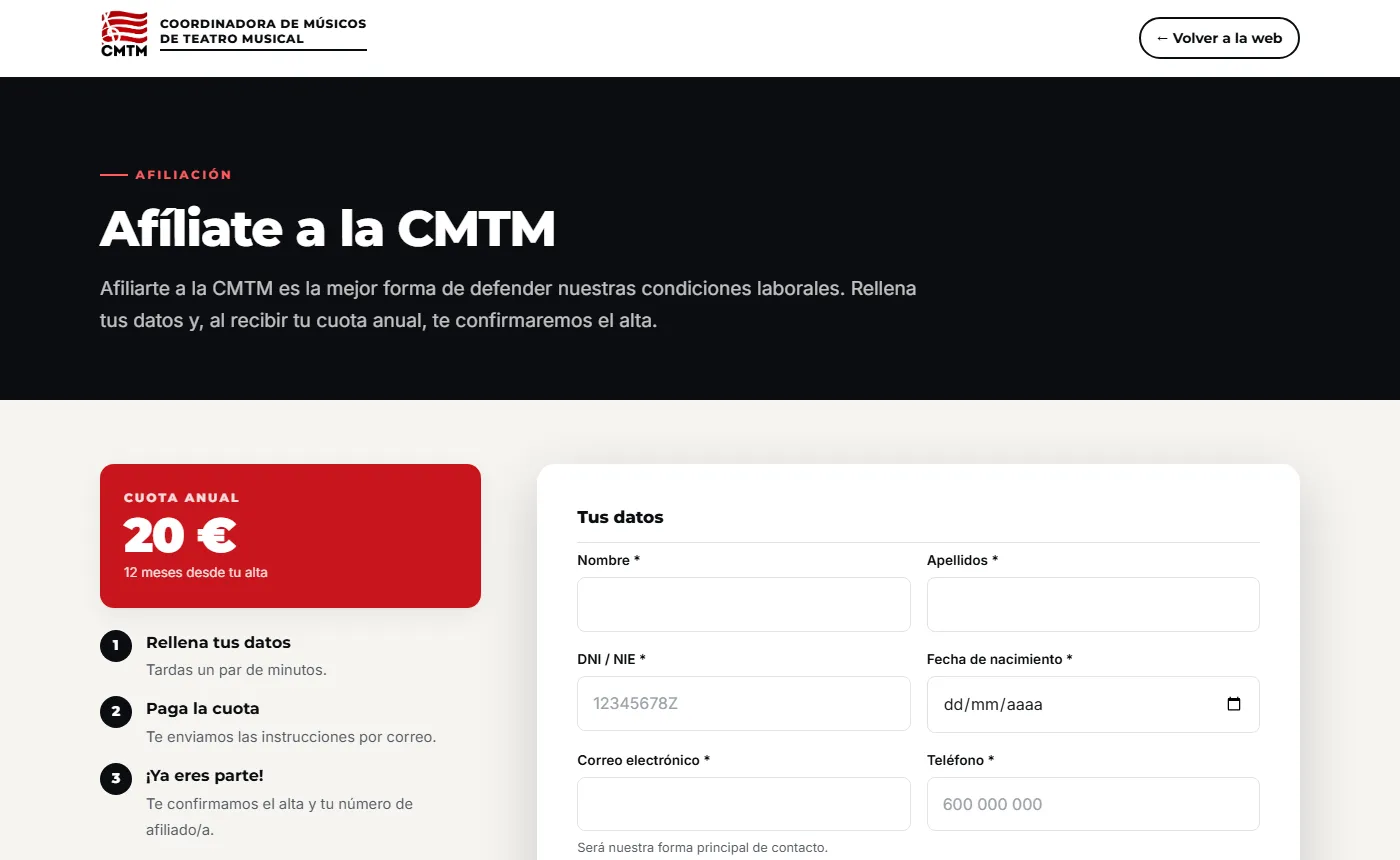 CMTM
COORDINADORA DE MÚSICOS
DE TEATRO MUSICAL
← Volver a la web
AFILIACIÓN
Afíliate a la CMTM
Afiliarte a la CMTM es la mejor forma de defender nuestras condiciones laborales. Rellena
tus datos y, al recibir tu cuota anual, te confirmaremos el alta.
CUOTA ANUAL
20 €
12 meses desde tu alta
1 Rellena tus datos
Tardas un par de minutos.
2 Paga la cuota
Te enviamos las instrucciones por correo.
3 ¡Ya eres parte!
Te confirmamos el alta y tu número de
afiliado/a.
Tus datos
Nombre * Apellidos *
DNI / NIE * Fecha de nacimiento *
12345678Z dd/mm/aaaa
Correo electrónico * Teléfono *
600 000 000
Será nuestra forma principal de contacto.